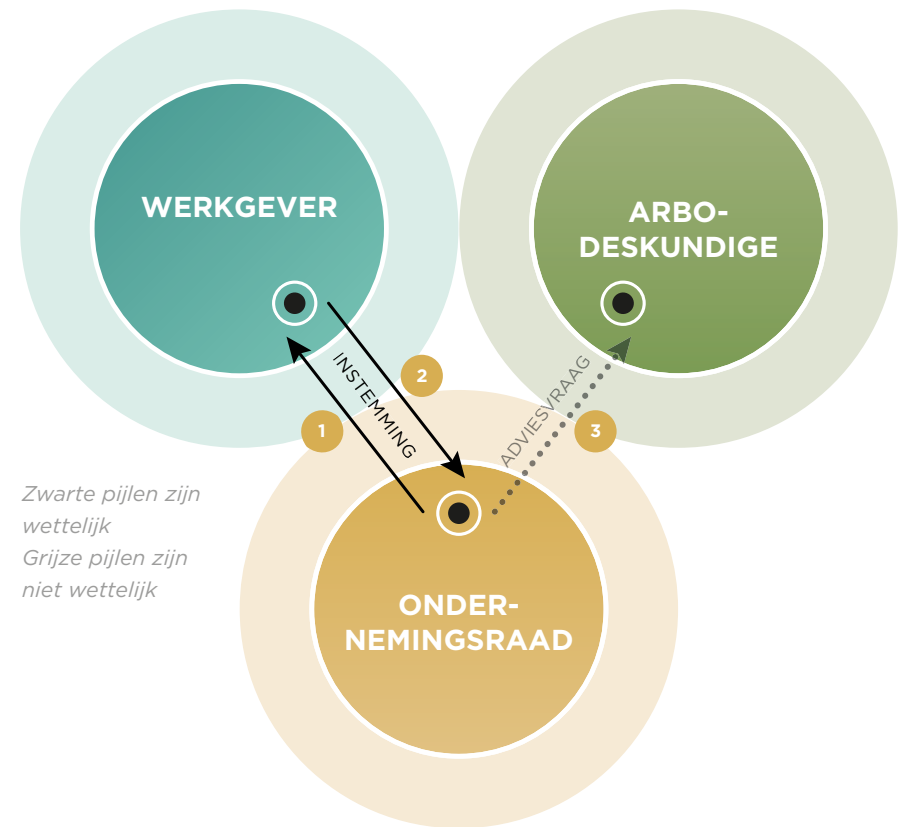 WERKGEVER
ARBO-
DESKUNDIGE
INSTEMMING
2
ADVIESVRAAG
1
3
Zwarte pijlen zijn
wettelijk
Grijze pijlen zijn
niet wettelijk
ONDER-
NEMINGSRAAD